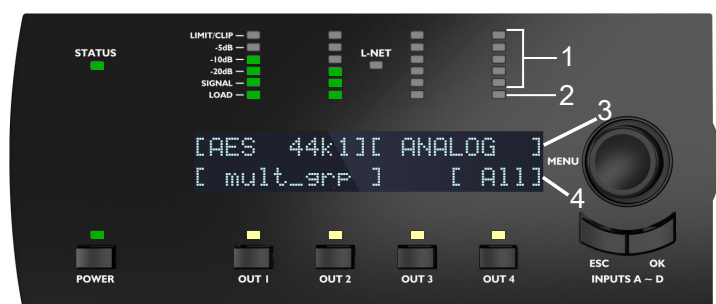 STATUS
LIMIT/CLIP
-5dB
-10dB
-20dB
SIGNAL
LOAD
L-NET
1
2
3
[AES 44k1][ ANALOG ]
MENU
[ mult_grp ] [ All]
4
POWER
OUT 1
OUT 2
OUT 3
OUT 4
ESC OK
INPUTS A ~ D